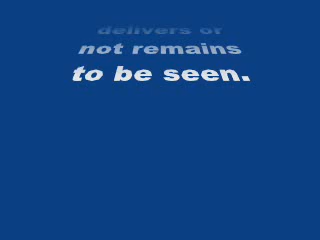 delivers or
not remains
to be seen.